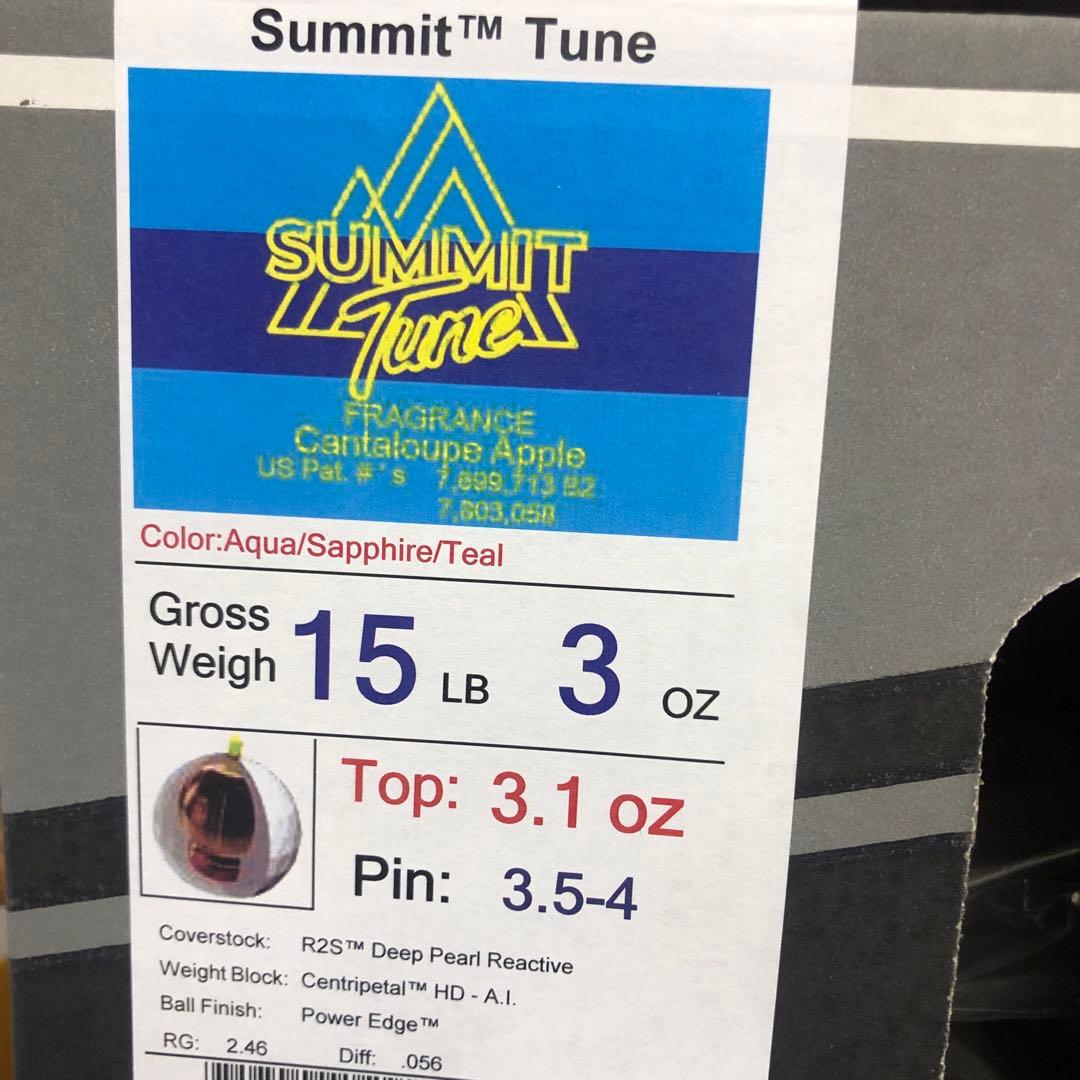 Summit™ Tune
SUMMIT
Tune
FRAGRANCE
Cantaloupe Apple
US Pat. #'s 7,699,713 B2
7,803,058
Color:Aqua/Sapphire/Teal
Gross
Weigh 15 LB 3 OZ
Top: 3.1 oz
Pin: 3.5-4
Coverstock: R2S™ Deep Pearl Reactive
Weight Block: Centripetal™ HD - A.I.
Ball Finish: Power Edge™
RG: 2.46 Diff: .056